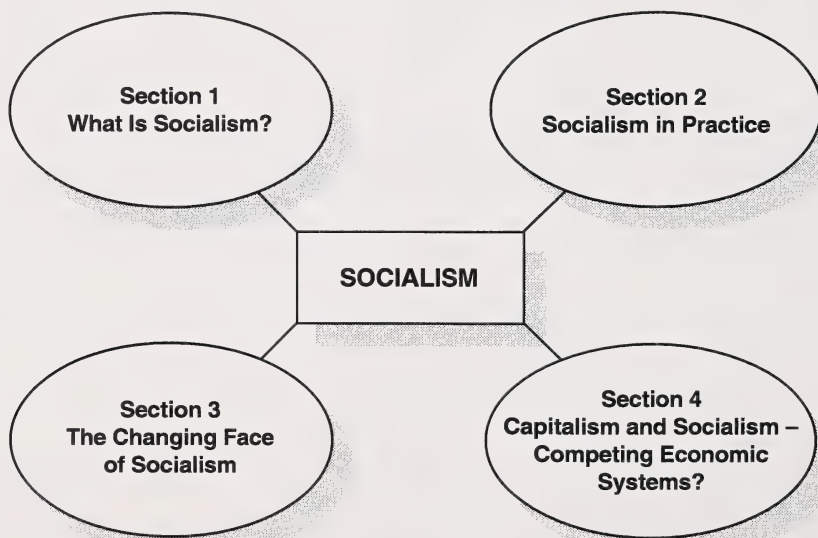 Section 1
What Is Socialism?
Section 2
Socialism in Practice
SOCIALISM
Section 3
The Changing Face
of Socialism
Section 4
Capitalism and Socialism –
Competing Economic
Systems?